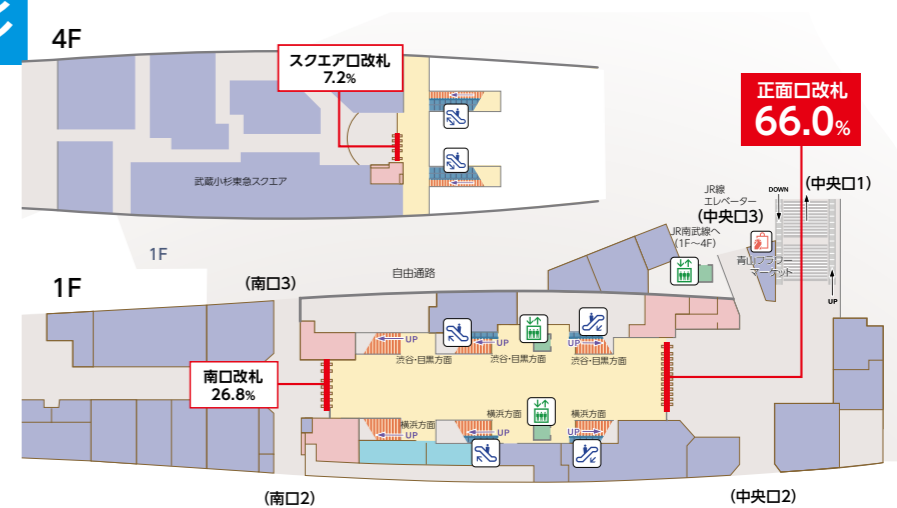 4F
スクエア口改札
7.2%
正面口改札
66.0%
武蔵小杉東急スクエア
JR線
エレベーター
DOWN
(中央口1)
(中央口3)
JR南武線へ
(1F〜4F)
青山フラワー
マーケット
UP
1F
1F
自由通路
(南口3)
UP
UP
UP
渋谷・目黒方面
渋谷・目黒方面
渋谷・目黒方面
南口改札
26.8%
横浜方面
横浜方面
横浜方面
UP
UP
UP
(南口2)
(中央口2)